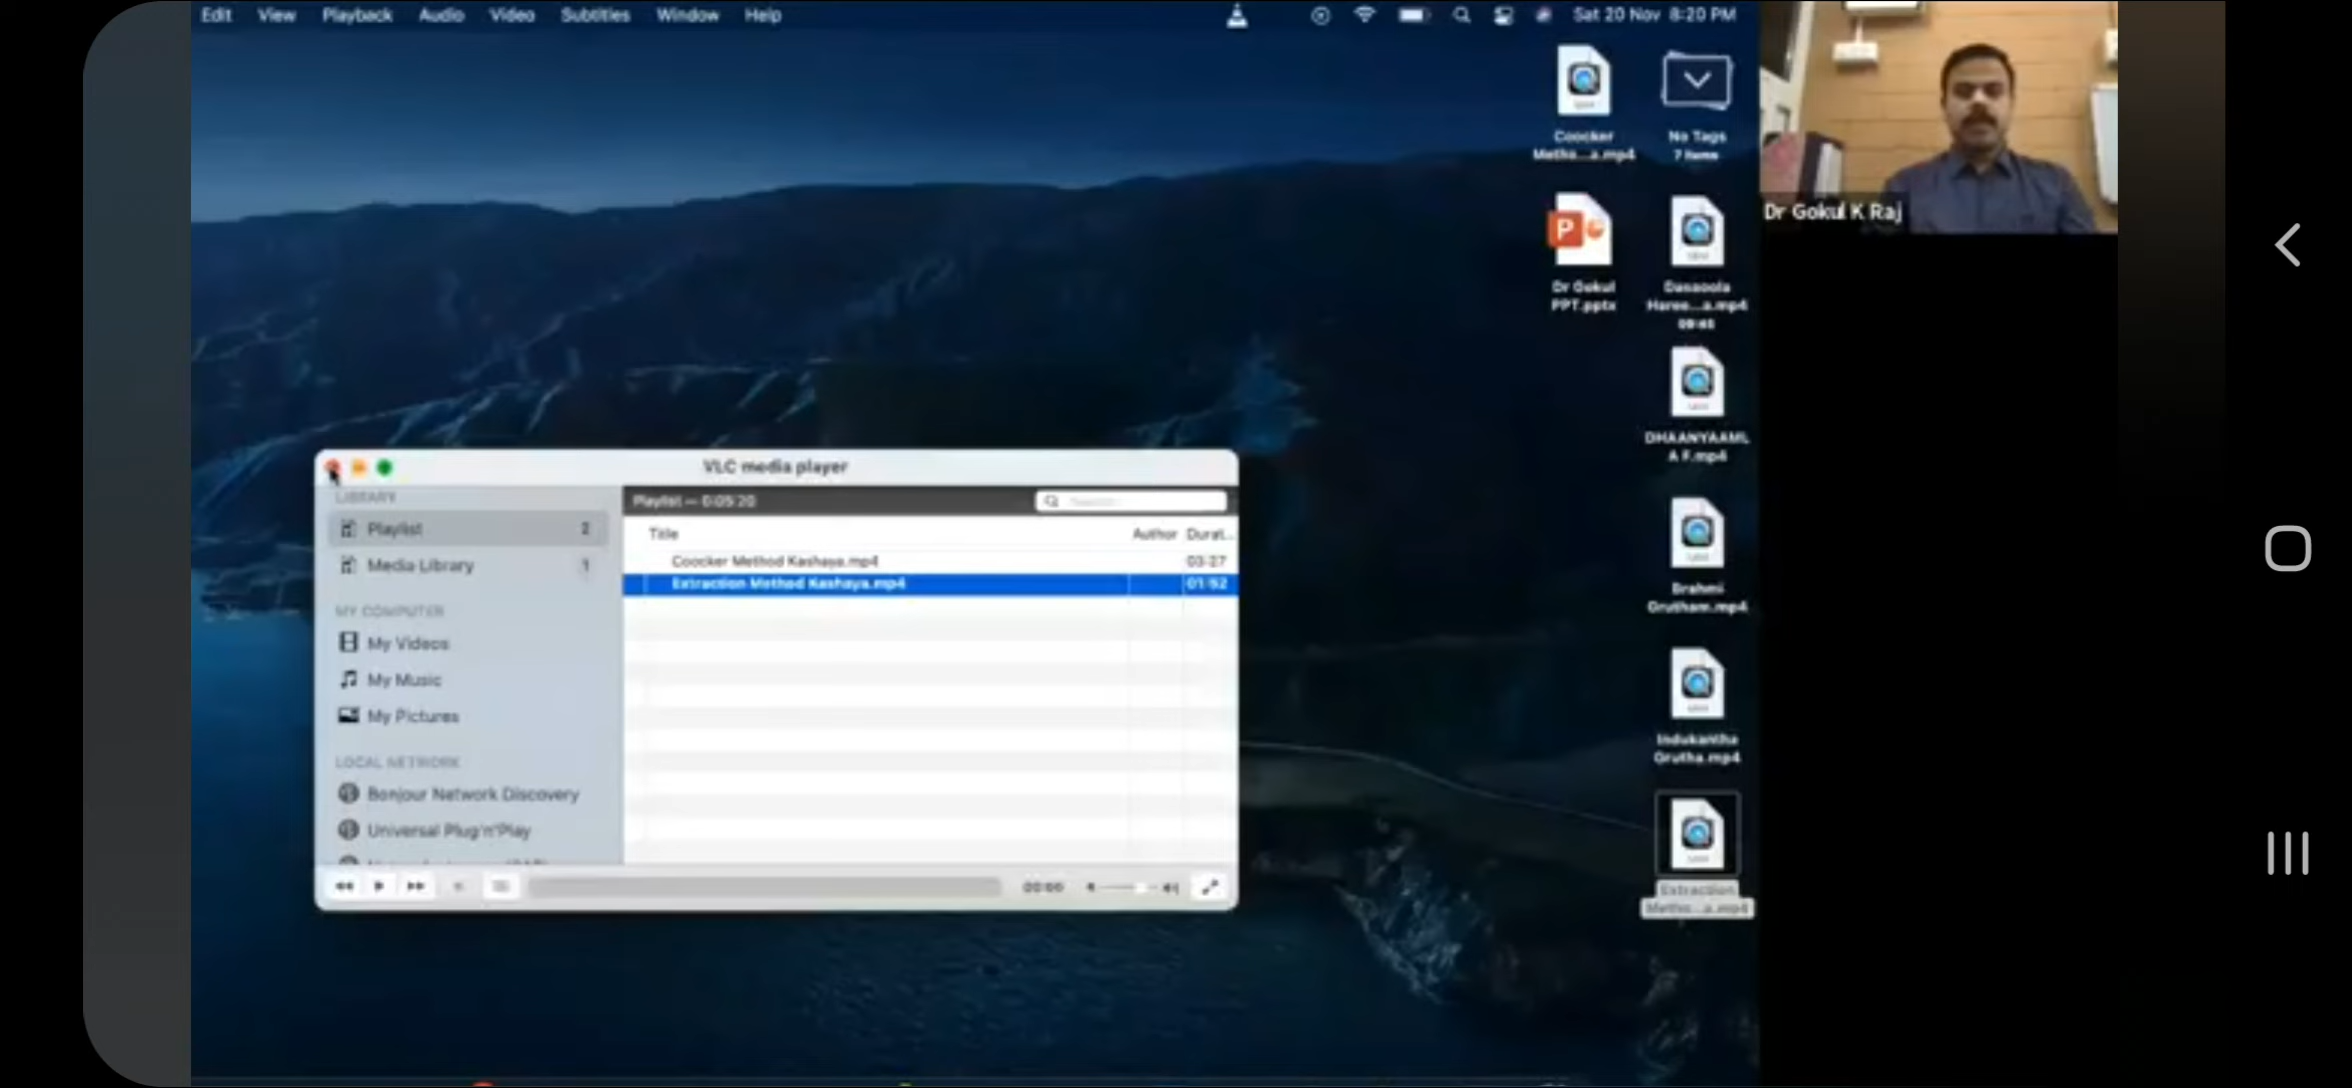 Edit View Playback Audio Video Subtitles Window Help
Sat 20 Nov 8:20 PM
Coocker
Metho...a.mp4
No Tags
7 items
Dr Gokul K Raj
P
Dr Gokul
PPT.pptx
Dasaoola
Haree...a.mp4
DHAANYAAML
A F.mp4
VLC media player
LIBRARY
Playlist 2
Media Library 1
MY COMPUTER
My Videos
My Music
My Pictures
LOCAL NETWORK
Bonjour Network Discovery
Universal Plug'n'Play
Playlist — 0:05:20
Search
Title Author Durat...
Coocker Method Kashaya.mp4 03:27
Extraction Method Kashaya.mp4 01:52
00:00
Brahmi
Grutham.mp4
Indukantha
Grutha.mp4
Extraction
Metho...a.mp4